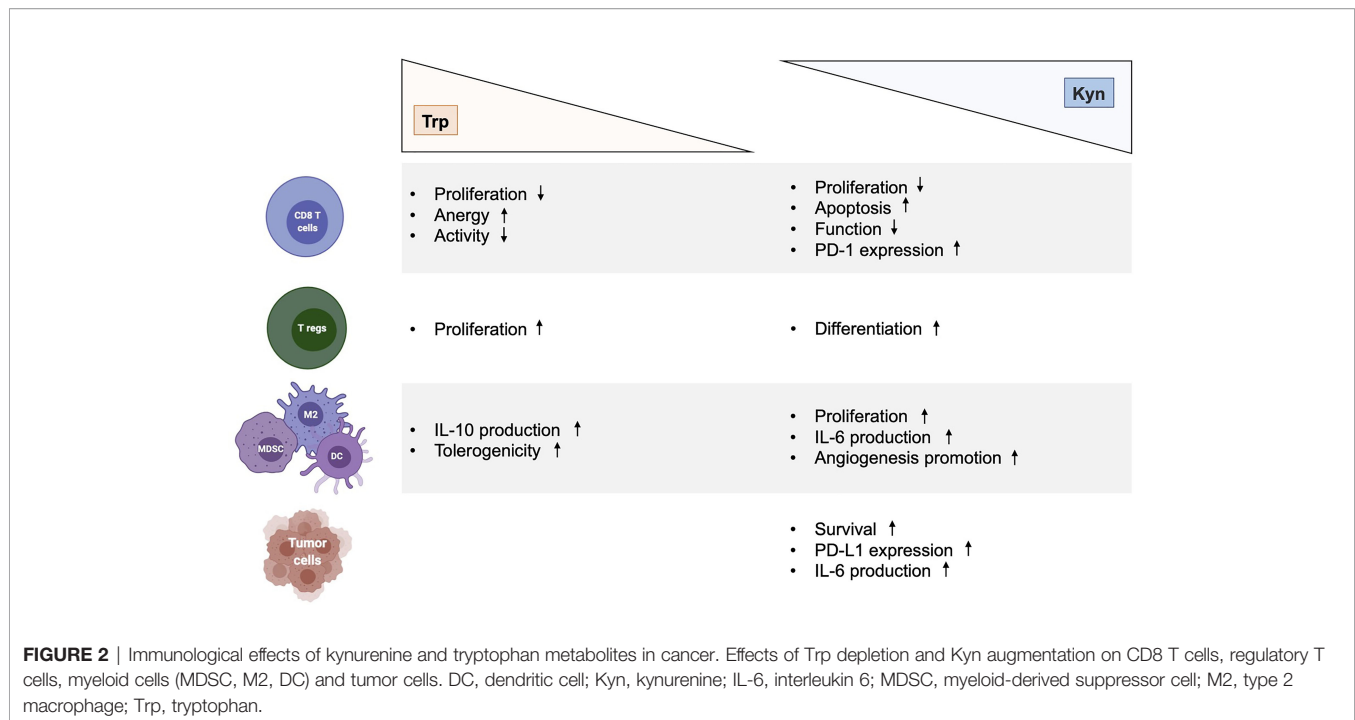 Trp
Kyn
CD8 T
cells
• Proliferation ↓
• Anergy ↑
• Activity ↓
• Proliferation ↓
• Apoptosis ↑
• Function ↓
• PD-1 expression ↑
T regs
• Proliferation ↑
• Differentiation ↑
M2
MDSC
DC
• IL-10 production ↑
• Tolerogenicity ↑
• Proliferation ↑
• IL-6 production ↑
• Angiogenesis promotion ↑
Tumor
cells
• Survival ↑
• PD-L1 expression ↑
• IL-6 production ↑
FIGURE 2 | Immunological effects of kynurenine and tryptophan metabolites in cancer. Effects of Trp depletion and Kyn augmentation on CD8 T cells, regulatory T
cells, myeloid cells (MDSC, M2, DC) and tumor cells. DC, dendritic cell; Kyn, kynurenine; IL-6, interleukin 6; MDSC, myeloid-derived suppressor cell; M2, type 2
macrophage; Trp, tryptophan.